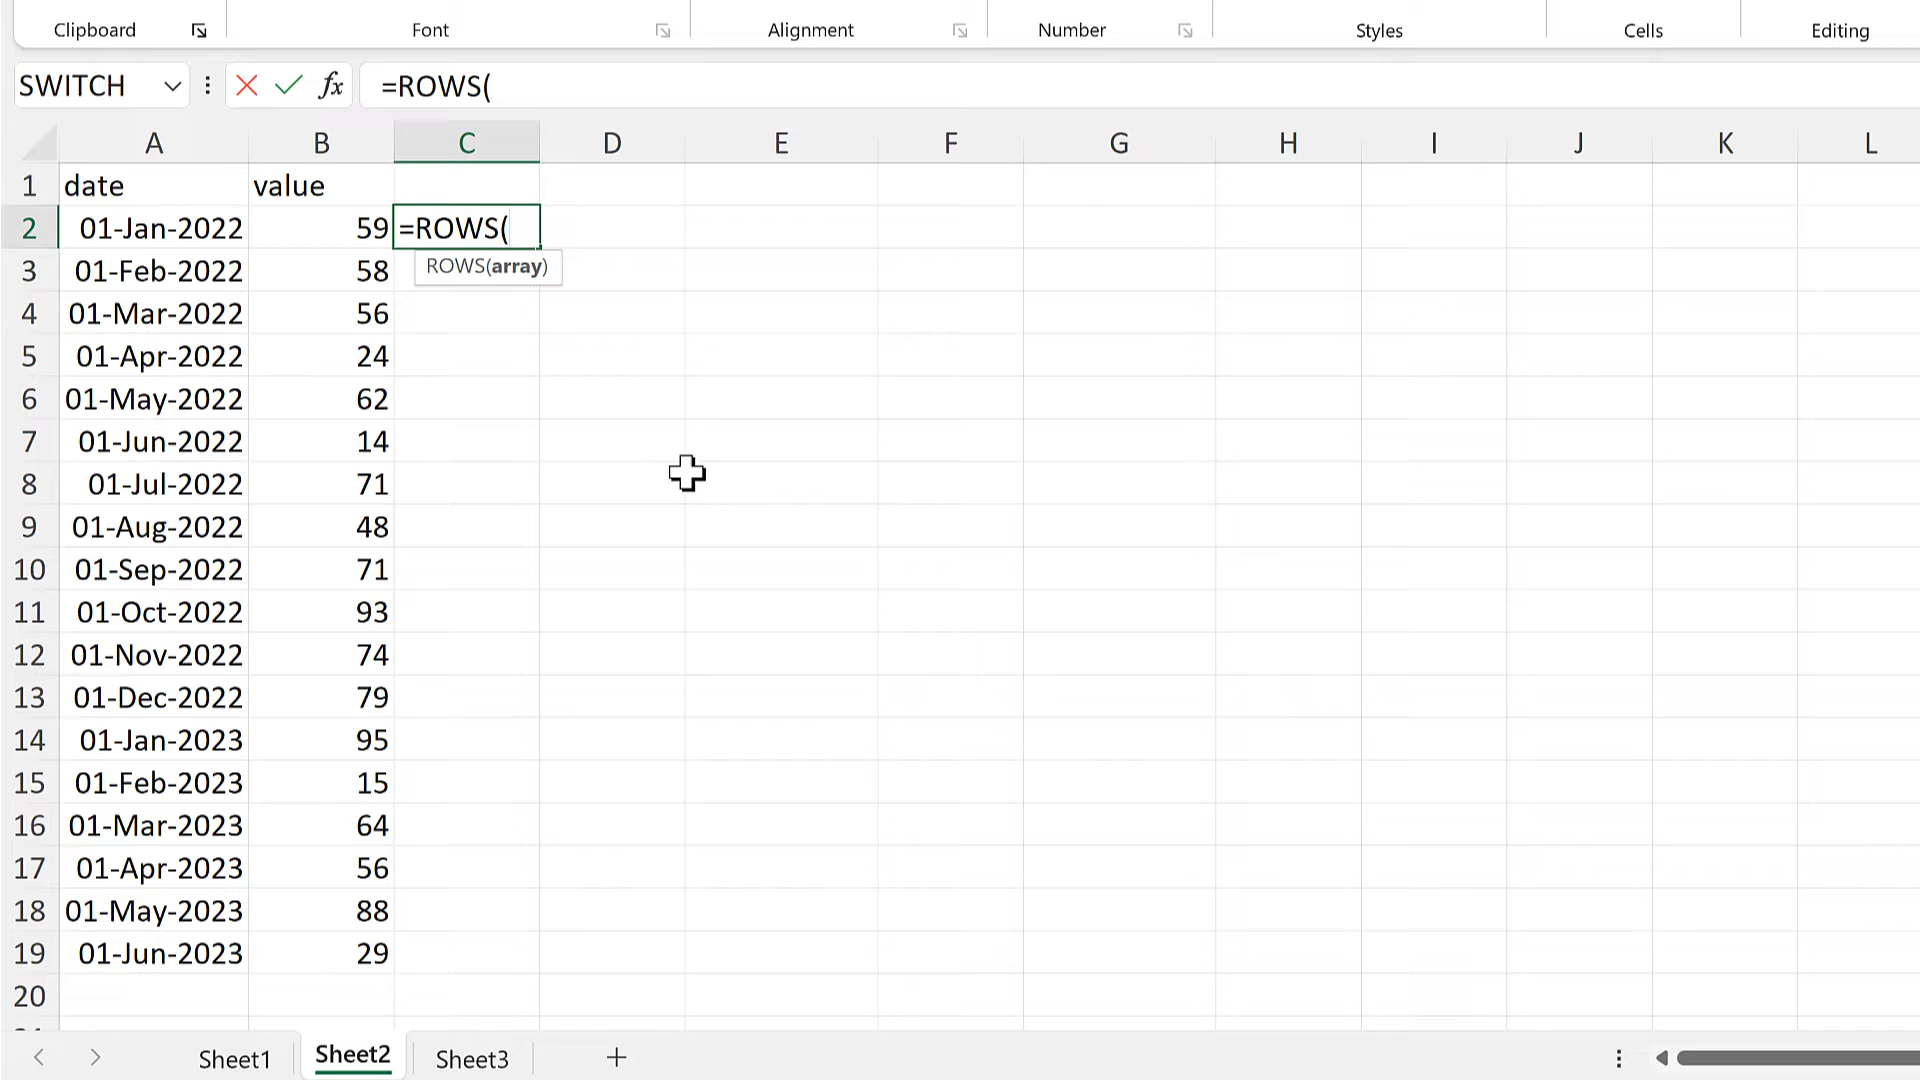 Clipboard Font Alignment Number Styles Cells Editing
SWITCH fx =ROWS(
A B C D E F G H I J K L
1 date value
2 01-Jan-2022 59 =ROWS(
ROWS(array)
3 01-Feb-2022 58
4 01-Mar-2022 56
5 01-Apr-2022 24
6 01-May-2022 62
7 01-Jun-2022 14
8 01-Jul-2022 71
9 01-Aug-2022 48
10 01-Sep-2022 71
11 01-Oct-2022 93
12 01-Nov-2022 74
13 01-Dec-2022 79
14 01-Jan-2023 95
15 01-Feb-2023 15
16 01-Mar-2023 64
17 01-Apr-2023 56
18 01-May-2023 88
19 01-Jun-2023 29
20
Sheet1 Sheet2 Sheet3 +